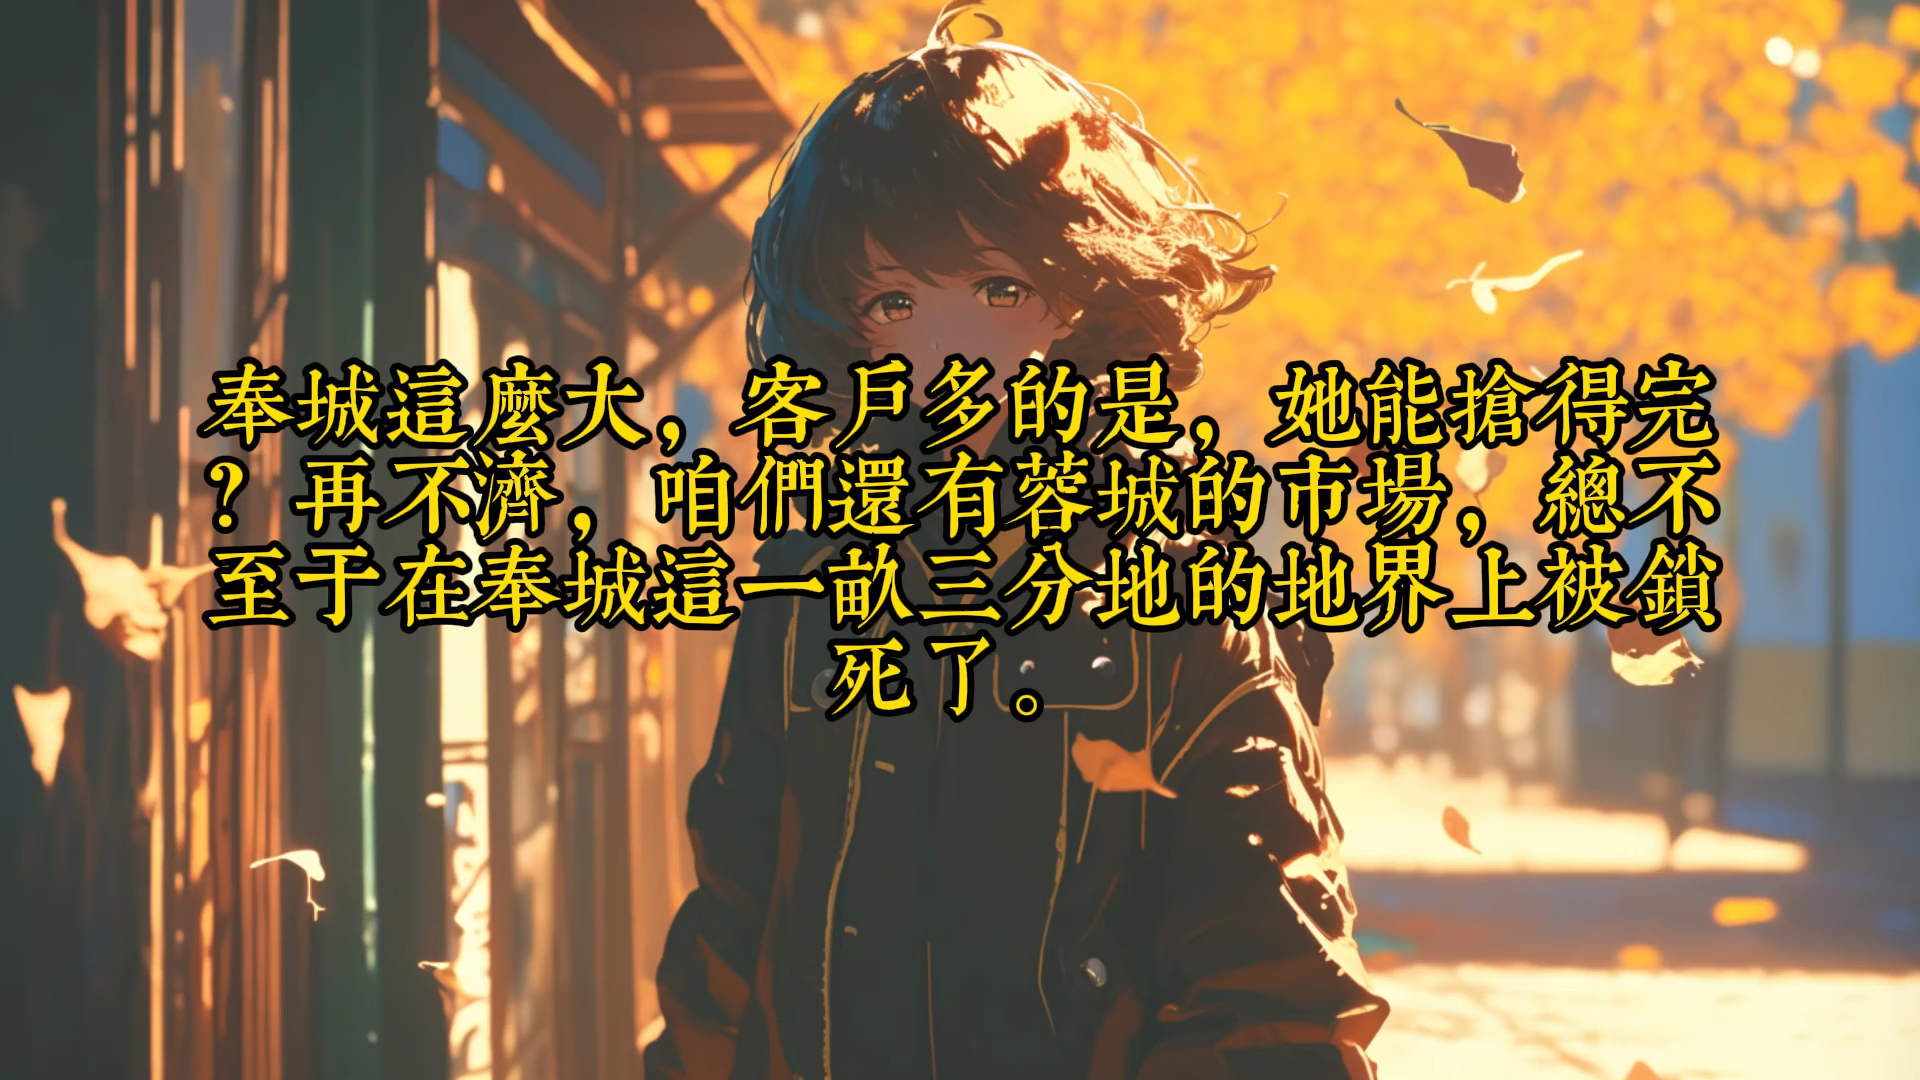 奉城這麼大，客戶多的是，她能搶得完
？再不濟，咱們還有蓉城的市場，總不
至于在奉城這一畝三分地的地界上被鎖
死了。